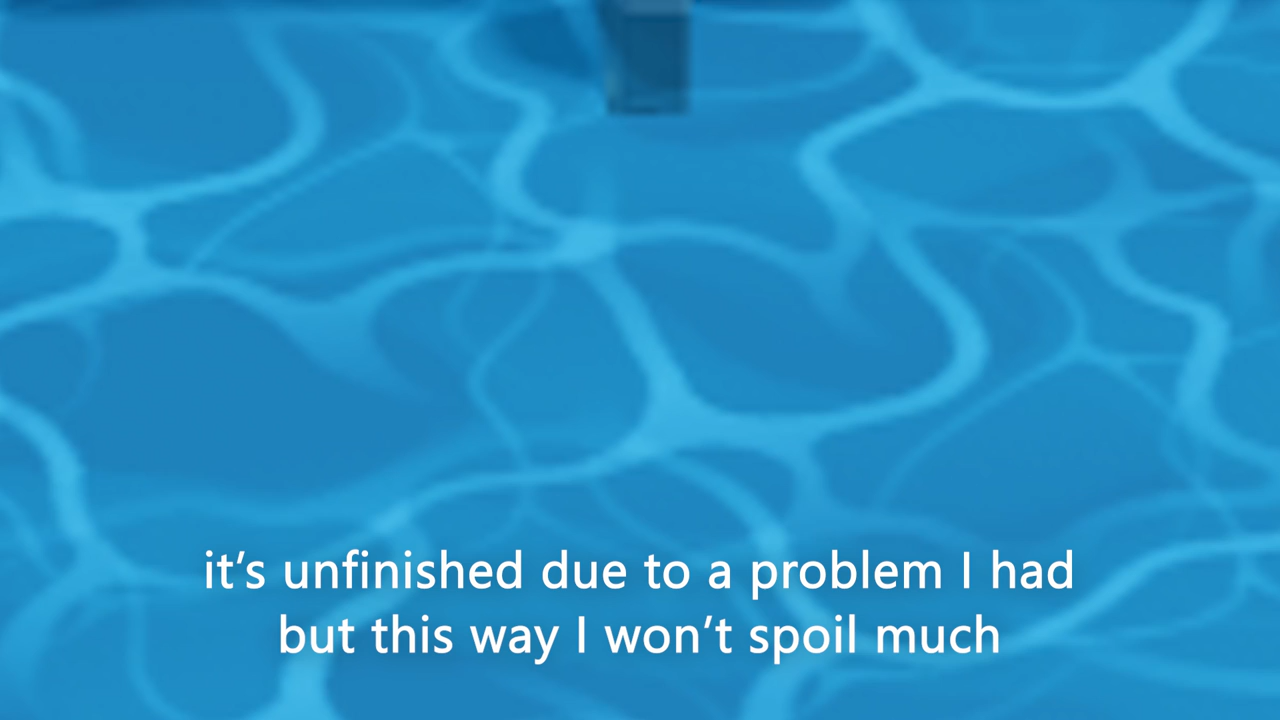 it’s unfinished due to a problem I had
but this way I won’t spoil much